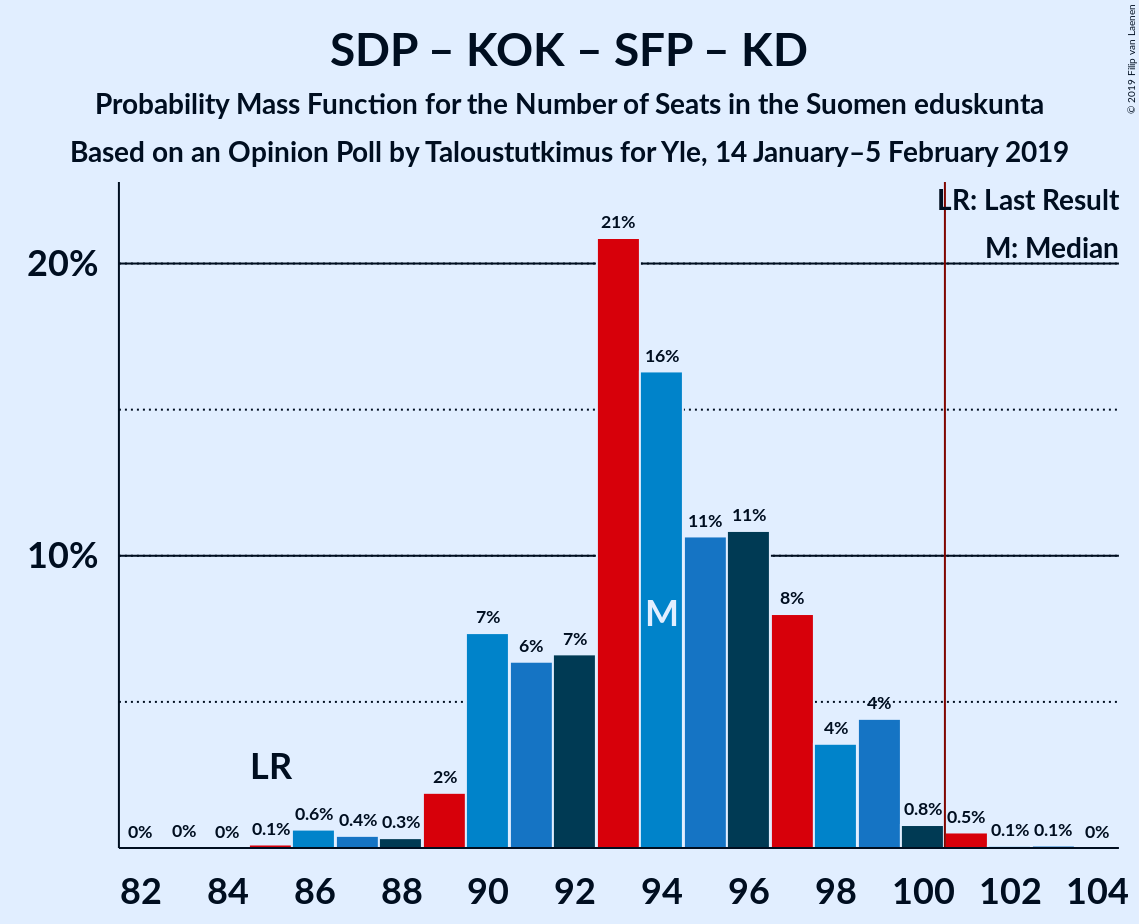 SDP – KOK – SFP – KD
Probability Mass Function for the Number of Seats in the Suomen eduskunta
Based on an Opinion Poll by Taloustutkimus for Yle, 14 January–5 February 2019
© 2019 Filip van Laenen
LR: Last Result
M: Median
20%
10%
0%
0%
0%
0.1%
0.6%
0.4%
0.3%
2%
7%
6%
7%
21%
16%
11%
11%
8%
4%
4%
0.8%
0.5%
0.1%
0.1%
0%
LR
M
82 84 86 88 90 92 94 96 98 100 102 104